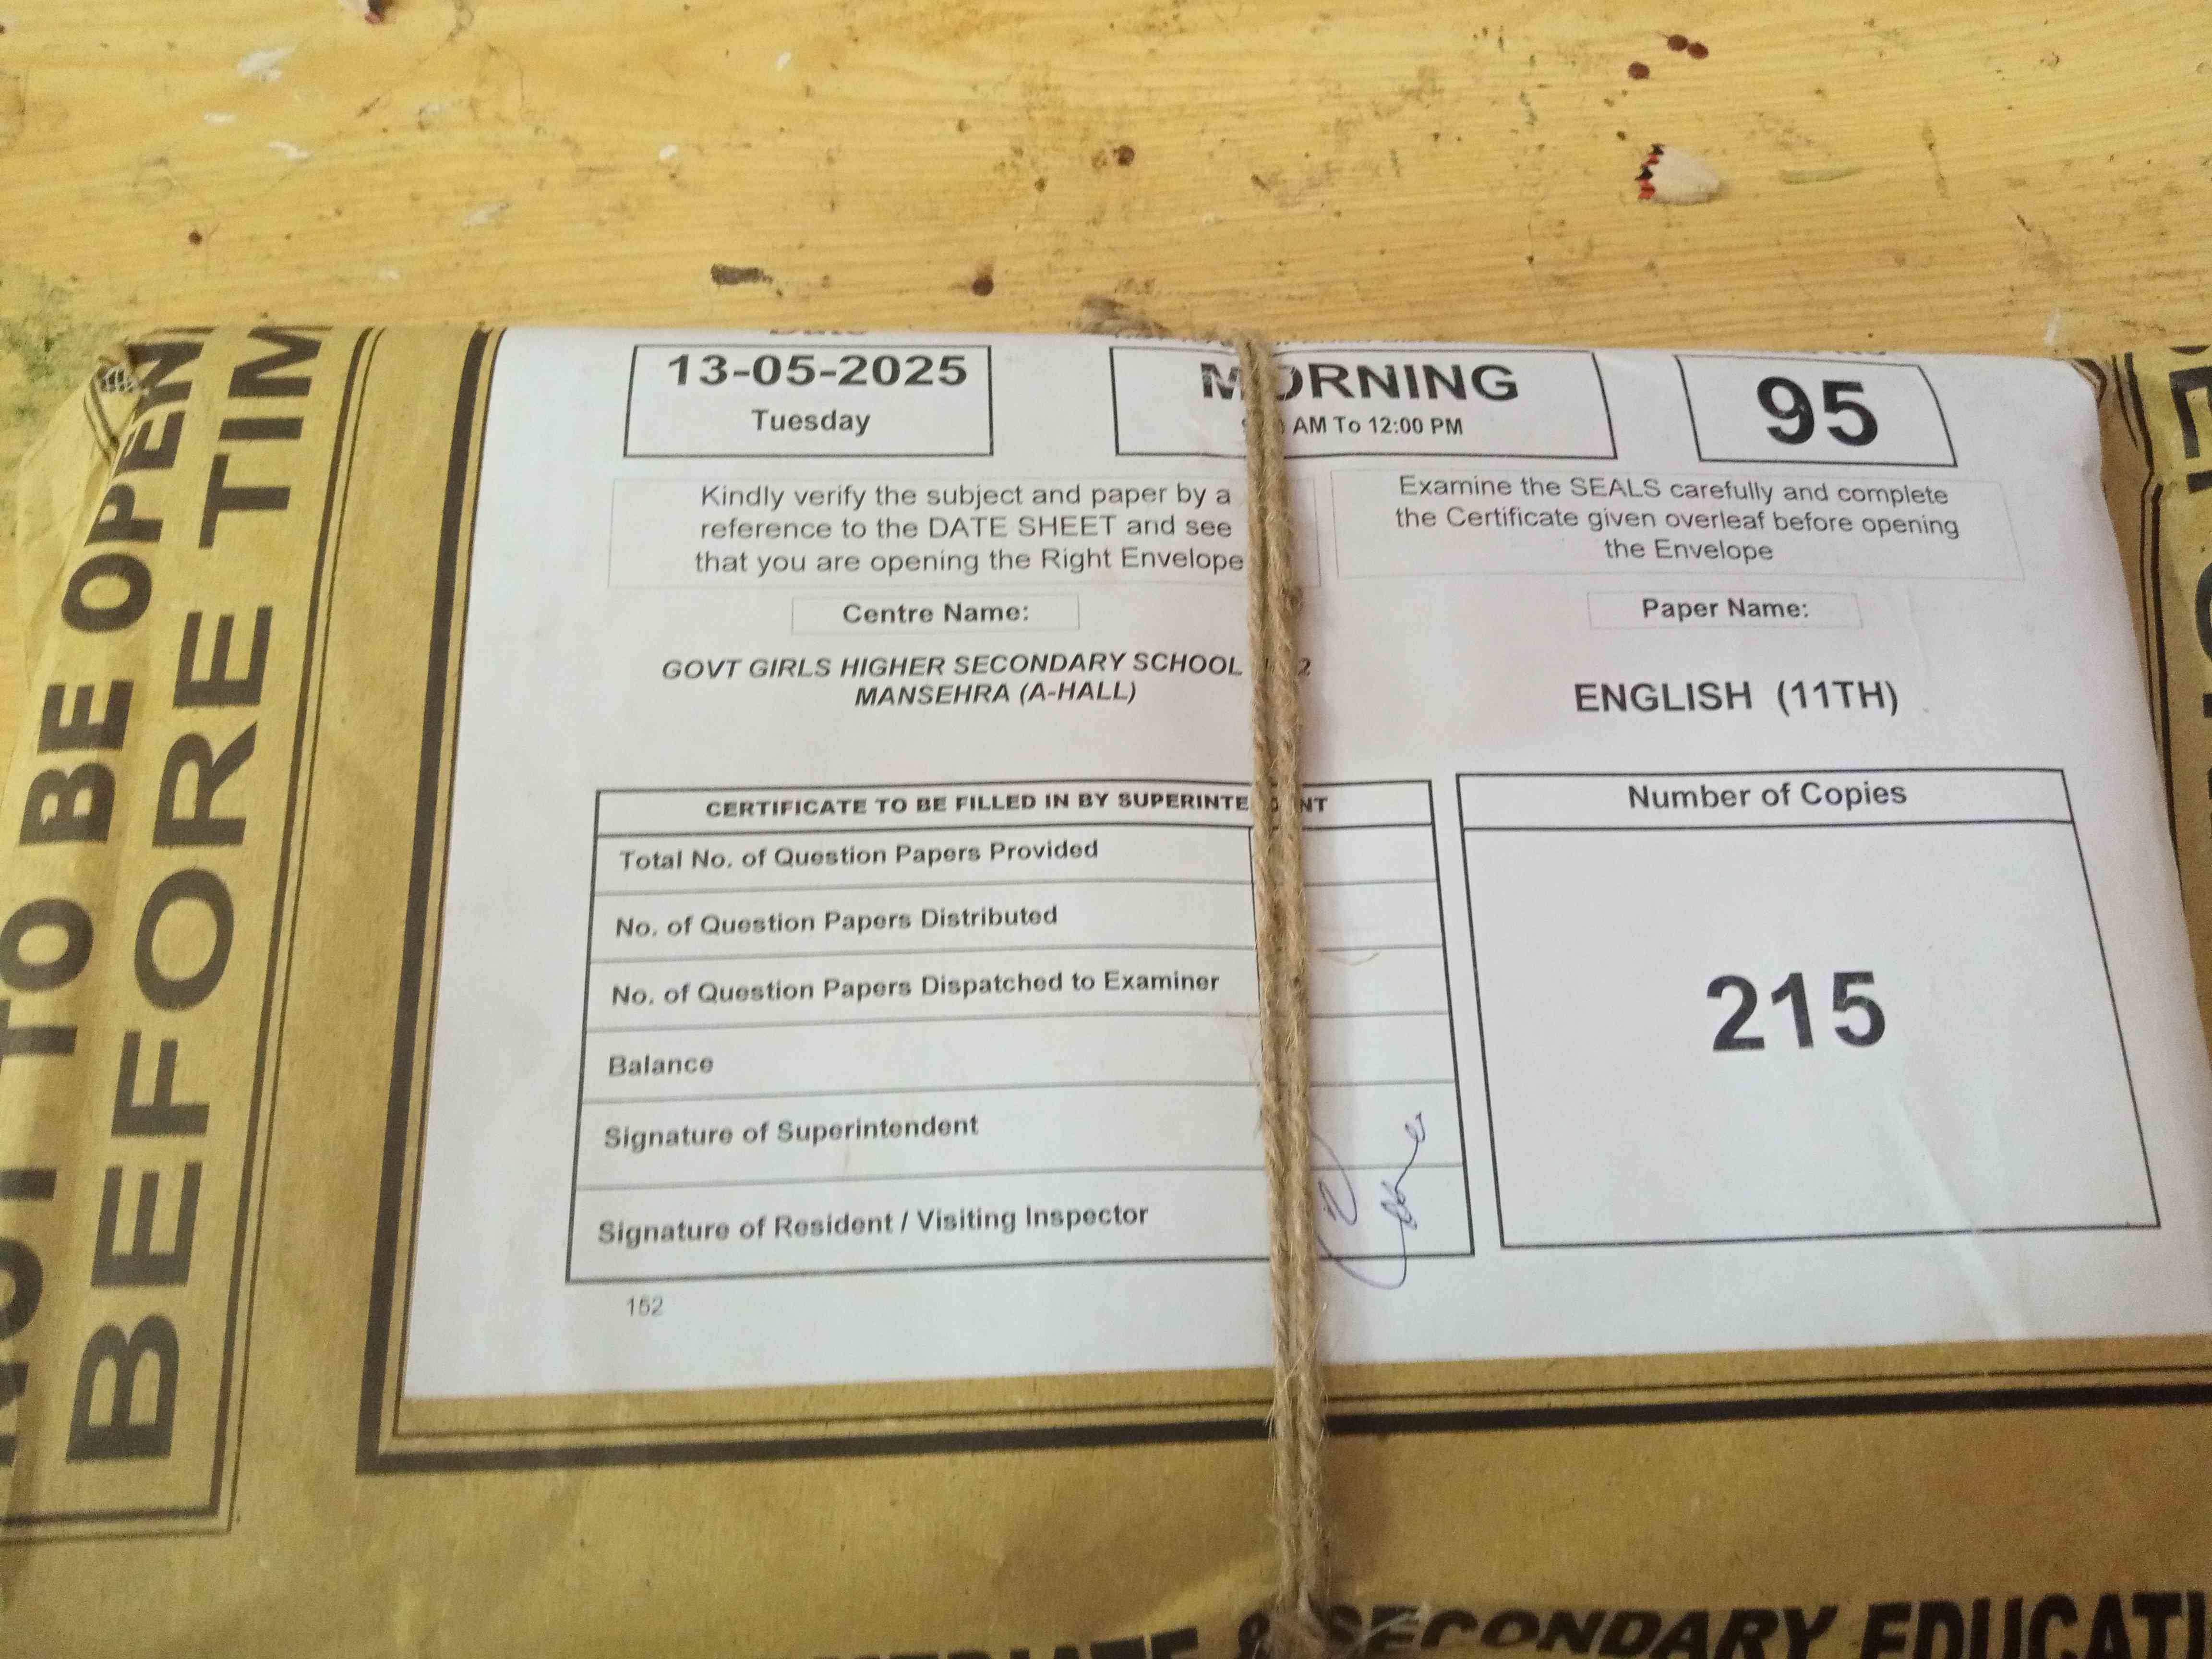 TO BE OPEN
BEFORE TIM
13-05-2025
Tuesday
MORNING
AM To 12:00 PM
95
Kindly verify the subject and paper by a
reference to the DATE SHEET and see
that you are opening the Right Envelope
Examine the SEALS carefully and complete
the Certificate given overleaf before opening
the Envelope
Centre Name:
GOVT GIRLS HIGHER SECONDARY SCHOOL 2
MANSEHRA (A-HALL)
Paper Name:
ENGLISH (11TH)
CERTIFICATE TO BE FILLED IN BY SUPERINTENDENT
Total No. of Question Papers Provided
No. of Question Papers Distributed
No. of Question Papers Dispatched to Examiner
Balance
Signature of Superintendent
Signature of Resident / Visiting Inspector
152
Number of Copies
215
& SECONDARY EDUCATI